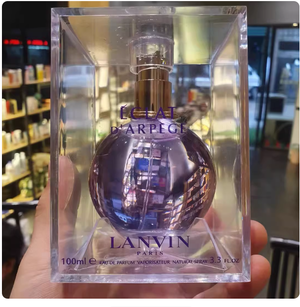 ÉCLAT
D'ARPÈGE
LANVIN
PARIS
100ml e EAU DE PARFUM VAPORISATEUR NATURAL SPRAY 3.3 FL.OZ